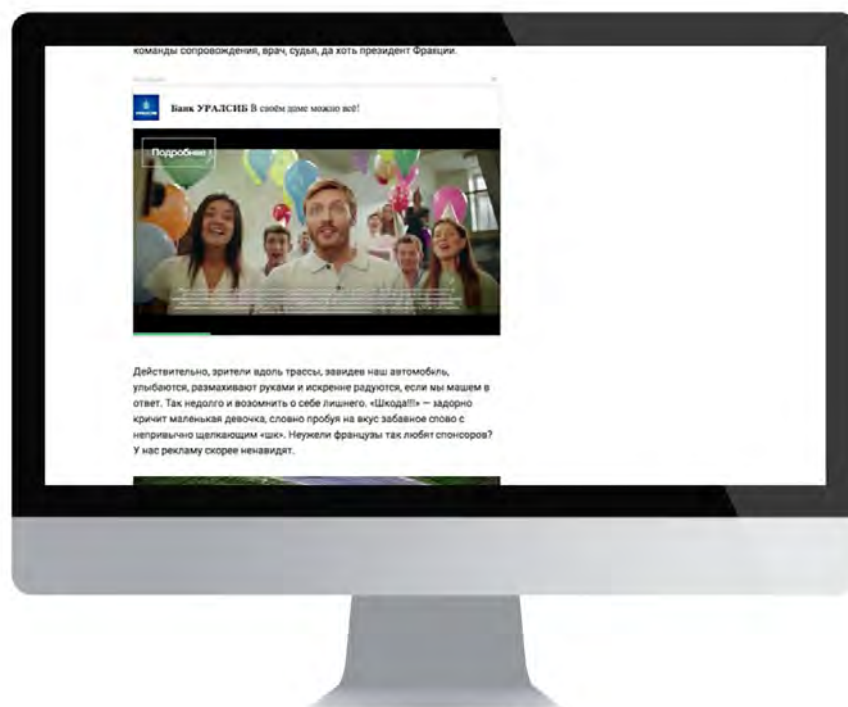 команды сопровождения, врач, судья, да хоть президент Франции.
УРАЛСИБ
Банк УРАЛСИБ В своём доме можно всё!
Подробнее
Действительно, зрители вдоль трассы, завидев наш автомобиль,
улыбаются, размахивают руками и искренне радуются, если мы машем в
ответ. Так недолго и возомнить о себе лишнего. «Шкода!!!» — задорно
кричит маленькая девочка, словно пробуя на вкус забавное слово с
непривычно щелкающим «шк». Неужели французы так любят спонсоров?
У нас рекламу скорее ненавидят.